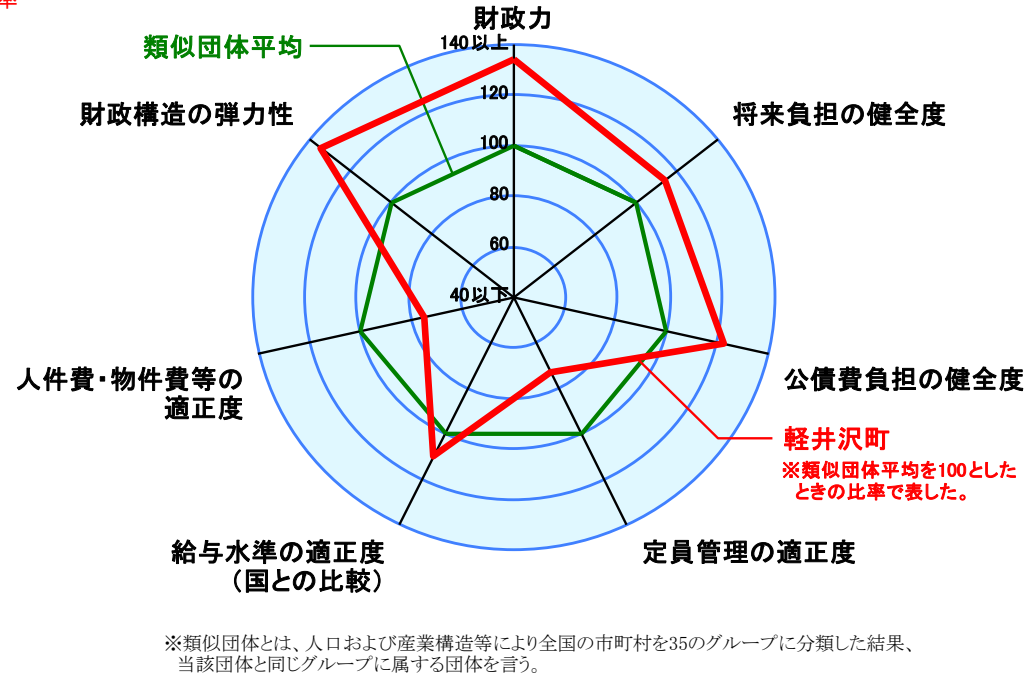 率
財政力
140以上
類似団体平均
120
財政構造の弾力性
将来負担の健全度
100
80
60
40以下
人件費・物件費等の
適正度
公債費負担の健全度
軽井沢町
※類似団体平均を100とした
ときの比率で表した。
給与水準の適正度
(国との比較)
定員管理の適正度
※類似団体とは、人口および産業構造等により全国の市町村を35のグループに分類した結果、
当該団体と同じグループに属する団体を言う。